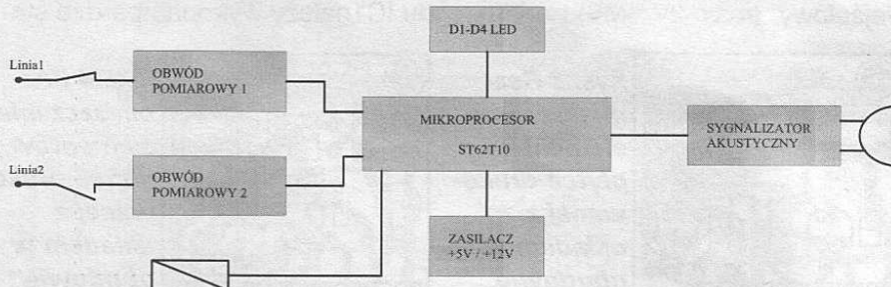 D1-D4 LED
Linia1
OBWÓD
POMIAROWY 1
MIKROPROCESOR
ST62T10
SYGNALIZATOR
AKUSTYCZNY
Linia2
OBWÓD
POMIAROWY 2
ZASILACZ
+5V / +12V